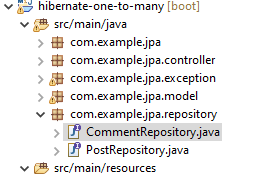 hibernate-one-to-many [boot]
src/main/java
com.example.jpa
com.example.jpa.controller
com.example.jpa.exception
com.example.jpa.model
com.example.jpa.repository
CommentRepository.java
PostRepository.java
src/main/resources